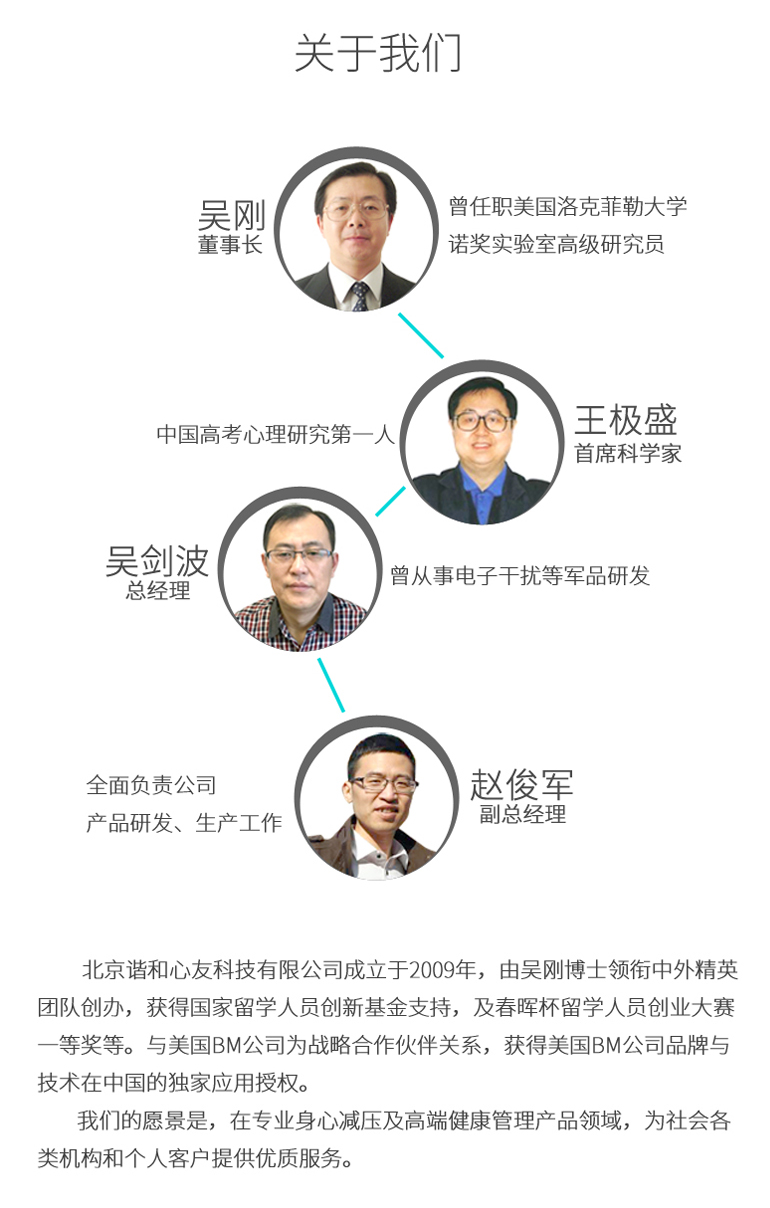 关于我们
吴刚
董事长
曾任职美国洛克菲勒大学
诺奖实验室高级研究员
中国高考心理研究第一人
王极盛
首席科学家
吴剑波
总经理
曾从事电子干扰等军品研发
全面负责公司
产品研发、生产工作
赵俊军
副总经理
北京谐和心友科技有限公司成立于2009年，由吴刚博士领衔中外精英
团队创办，获得国家留学人员创新基金支持，及春晖杯留学人员创业大赛
一等奖等。与美国BM公司为战略合作伙伴关系，获得美国BM公司品牌与
技术在中国的独家应用授权。
我们的愿景是，在专业身心减压及高端健康管理产品领域，为社会各
类机构和个人客户提供优质服务。